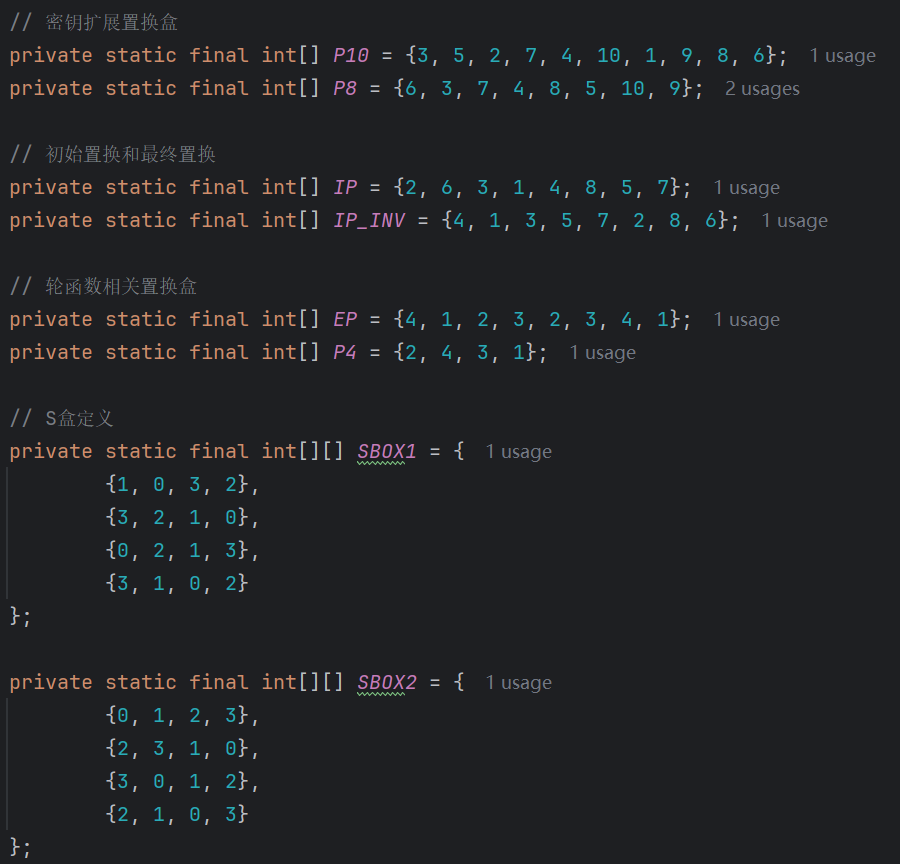 // 密钥扩展置换盒
private static final int[] P10 = {3, 5, 2, 7, 4, 10, 1, 9, 8, 6}; 1 usage
private static final int[] P8 = {6, 3, 7, 4, 8, 5, 10, 9}; 2 usages
// 初始置换和最终置换
private static final int[] IP = {2, 6, 3, 1, 4, 8, 5, 7}; 1 usage
private static final int[] IP_INV = {4, 1, 3, 5, 7, 2, 8, 6}; 1 usage
// 轮函数相关置换盒
private static final int[] EP = {4, 1, 2, 3, 2, 3, 4, 1}; 1 usage
private static final int[] P4 = {2, 4, 3, 1}; 1 usage
// S盒定义
private static final int[][] SBOX1 = { 1 usage
{1, 0, 3, 2},
{3, 2, 1, 0},
{0, 2, 1, 3},
{3, 1, 0, 2}
};
private static final int[][] SBOX2 = { 1 usage
{0, 1, 2, 3},
{2, 3, 1, 0},
{3, 0, 1, 2},
{2, 1, 0, 3}
};